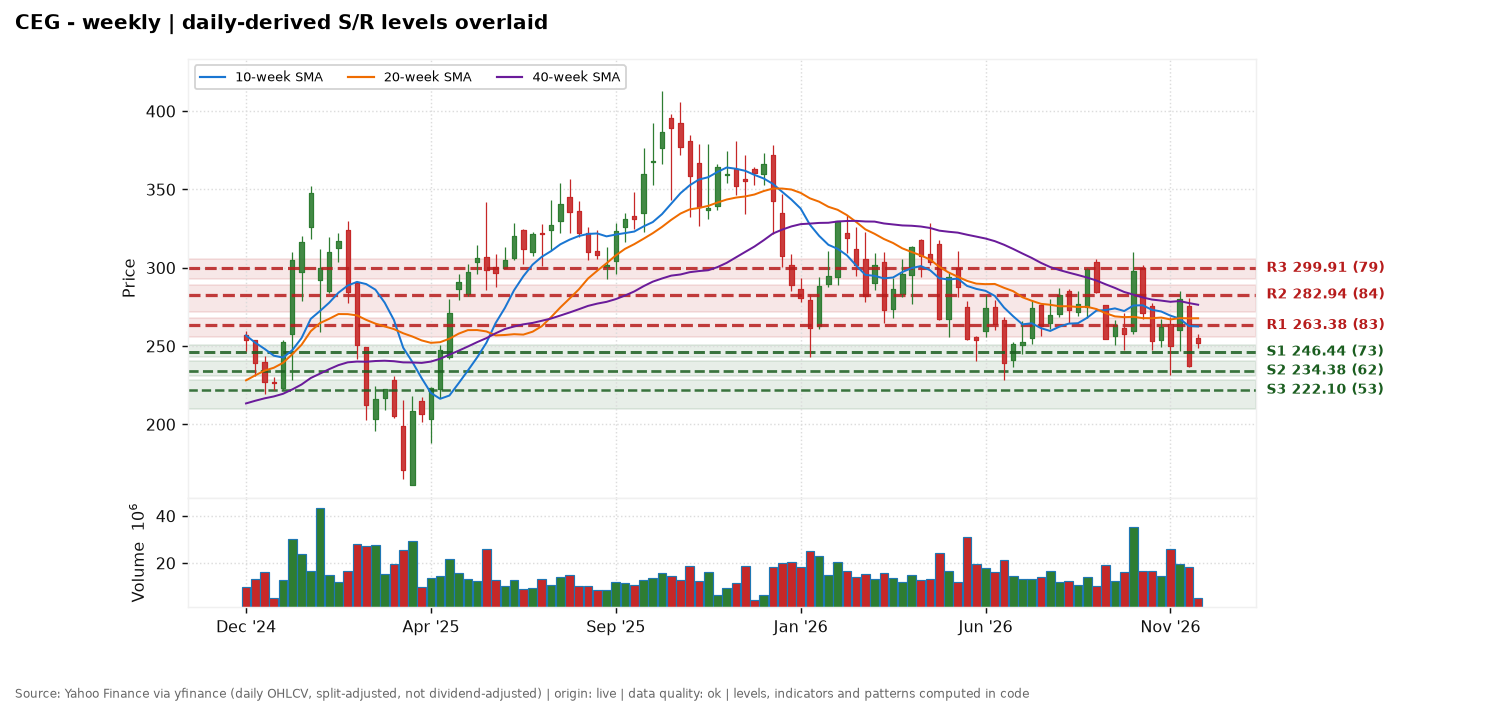 CEG - weekly | daily-derived S/R levels overlaid
10-week SMA
20-week SMA
40-week SMA
Price
400
350
300
250
200
R3 299.91 (79)
R2 282.94 (84)
R1 263.38 (83)
S1 246.44 (73)
S2 234.38 (62)
S3 222.10 (53)
Volume 10⁶
40
20
Dec '24
Apr '25
Sep '25
Jan '26
Jun '26
Nov '26
Source: Yahoo Finance via yfinance (daily OHLCV, split-adjusted, not dividend-adjusted) | origin: live | data quality: ok | levels, indicators and patterns computed in code